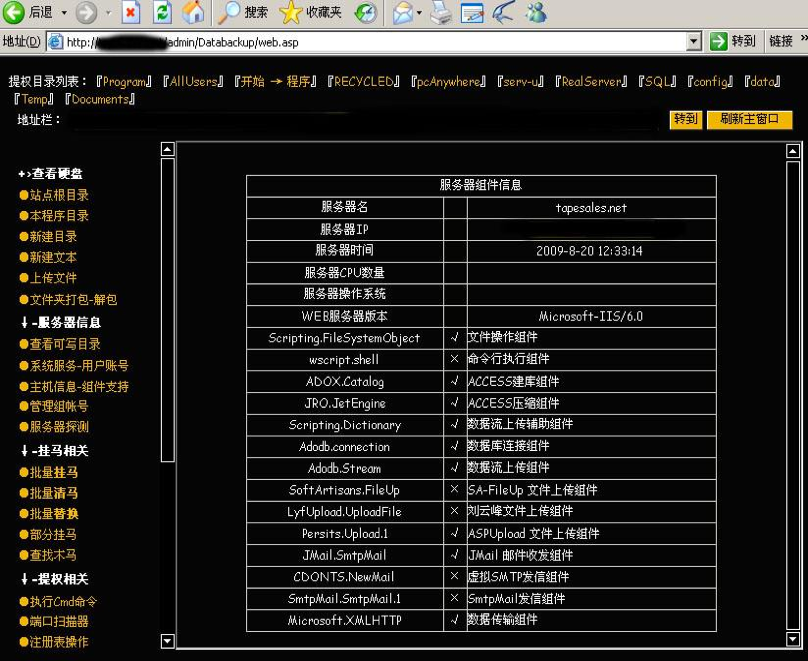 后退 搜索 收藏夹
地址(D) http:// /admin/Databackup/web.asp 转到 链接 »
提权目录列表: 『Program』 『AllUsers』 『开始 → 程序』 『RECYCLED』 『pcAnywhere』 『serv-u』 『RealServer』 『SQL』 『config』 『data』
『Temp』 『Documents』
地址栏: 转到 刷新主窗口
+>查看硬盘
●站点根目录
●本程序目录
●新建目录
●新建文本
●上传文件
●文件夹打包-解包
↓-服务器信息
●查看可写目录
●系统服务-用户账号
●主机信息-组件支持
●管理组帐号
●服务器探测
↓-挂马相关
●批量挂马
●批量清马
●批量替换
●部分挂马
●查找木马
↓-提权相关
●执行Cmd命令
●端口扫描器
●注册表操作
服务器组件信息
服务器名 tapesales.net
服务器IP
服务器时间 2009-8-20 12:33:14
服务器CPU数量
服务器操作系统
WEB服务器版本 Microsoft-IIS/6.0
Scripting.FileSystemObject √ 文件操作组件
wscript.shell × 命令行执行组件
ADOX.Catalog √ ACCESS建库组件
JRO.JetEngine √ ACCESS压缩组件
Scripting.Dictionary √ 数据流上传辅助组件
Adodb.connection √ 数据库连接组件
Adodb.Stream √ 数据流上传组件
SoftArtisans.FileUp × SA-FileUp 文件上传组件
LyfUpload.UploadFile × 刘云峰文件上传组件
Persits.Upload.1 √ ASPUpload 文件上传组件
JMail.SmtpMail √ JMail 邮件收发组件
CDONTS.NewMail × 虚拟SMTP发信组件
SmtpMail.SmtpMail.1 × SmtpMail发信组件
Microsoft.XMLHTTP √ 数据传输组件